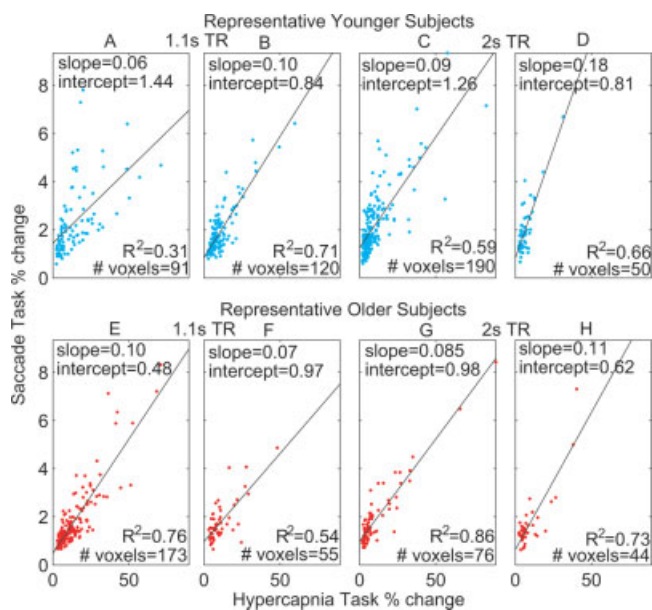 Representative Younger Subjects
A 1.1s TR B C 2s TR D
slope=0.06 slope=0.10 slope=0.09 slope=0.18
intercept=1.44 intercept=0.84 intercept=1.26 intercept=0.81
8
6
4
2
0
R²=0.31 R²=0.71 R²=0.59 R²=0.66
# voxels=91 # voxels=120 # voxels=190 # voxels=50
Representative Older Subjects
E 1.1s TR F G 2s TR H
slope=0.10 slope=0.07 slope=0.085 slope=0.11
intercept=0.48 intercept=0.97 intercept=0.98 intercept=0.62
8
6
4
2
0
R²=0.76 R²=0.54 R²=0.86 R²=0.73
# voxels=173 # voxels=55 # voxels=76 # voxels=44
0 50 0 50 0 50 0 50
Saccade Task % change
Hypercapnia Task % change